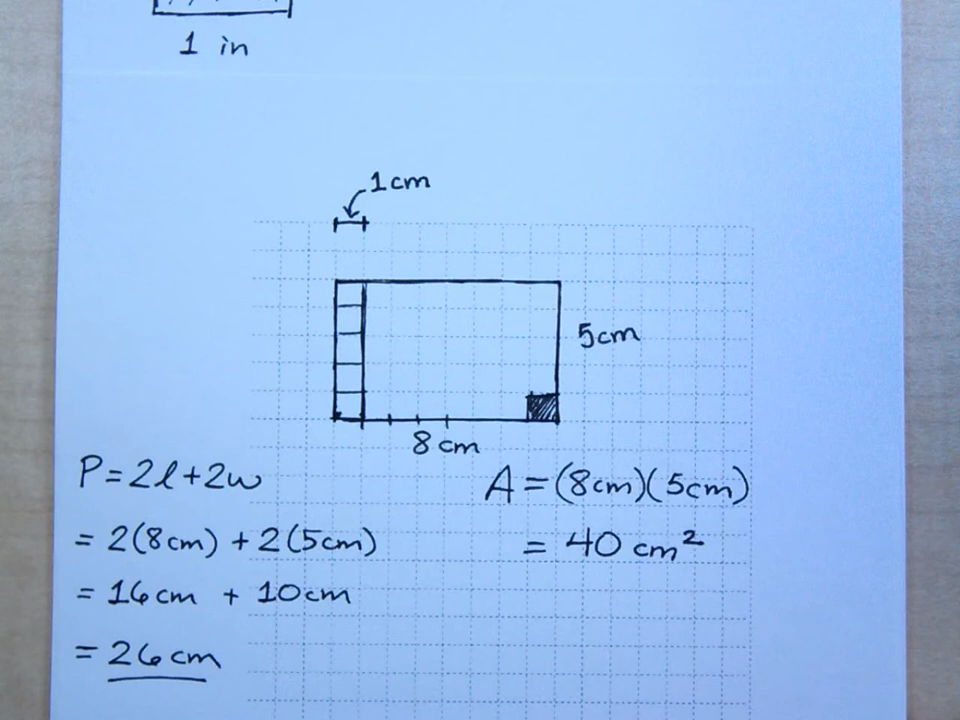 1 in
1cm
5cm
8 cm
P = 2l + 2w
= 2(8cm) + 2(5cm)
= 16cm + 10cm
= 26cm
A = (8cm)(5cm)
= 40 cm²